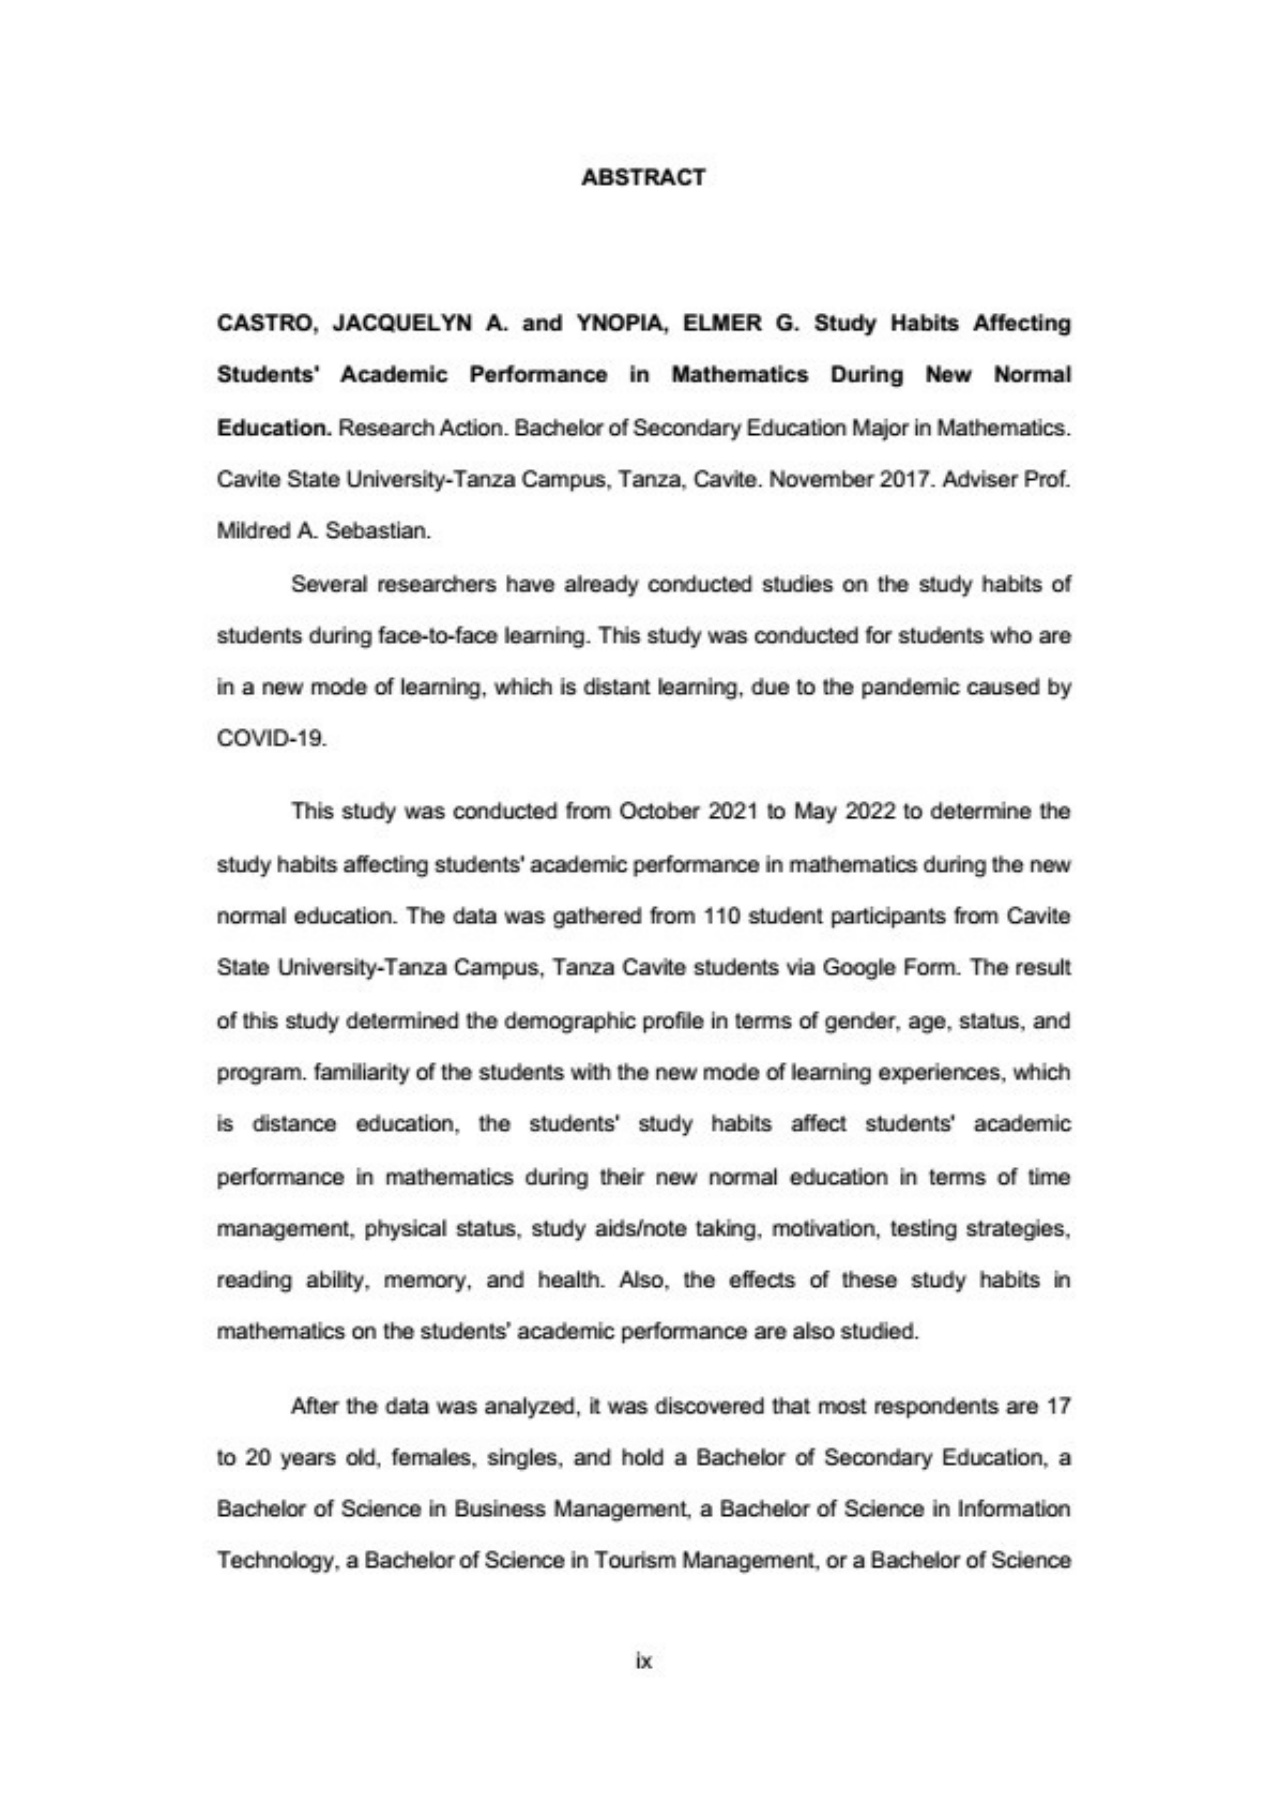 ABSTRACT
CASTRO, JACQUELYN A. and YNOPIA, ELMER G. Study Habits Affecting
Students' Academic Performance in Mathematics During New Normal
Education. Research Action. Bachelor of Secondary Education Major in Mathematics.
Cavite State University-Tanza Campus, Tanza, Cavite. November 2017. Adviser Prof.
Mildred A. Sebastian.
Several researchers have already conducted studies on the study habits of
students during face-to-face learning. This study was conducted for students who are
in a new mode of learning, which is distant learning, due to the pandemic caused by
COVID-19.
This study was conducted from October 2021 to May 2022 to determine the
study habits affecting students' academic performance in mathematics during the new
normal education. The data was gathered from 110 student participants from Cavite
State University-Tanza Campus, Tanza Cavite students via Google Form. The result
of this study determined the demographic profile in terms of gender, age, status, and
program. familiarity of the students with the new mode of learning experiences, which
is distance education, the students' study habits affect students' academic
performance in mathematics during their new normal education in terms of time
management, physical status, study aids/note taking, motivation, testing strategies,
reading ability, memory, and health. Also, the effects of these study habits in
mathematics on the students’ academic performance are also studied.
After the data was analyzed, it was discovered that most respondents are 17
to 20 years old, females, singles, and hold a Bachelor of Secondary Education, a
Bachelor of Science in Business Management, a Bachelor of Science in Information
Technology, a Bachelor of Science in Tourism Management, or a Bachelor of Science
ix